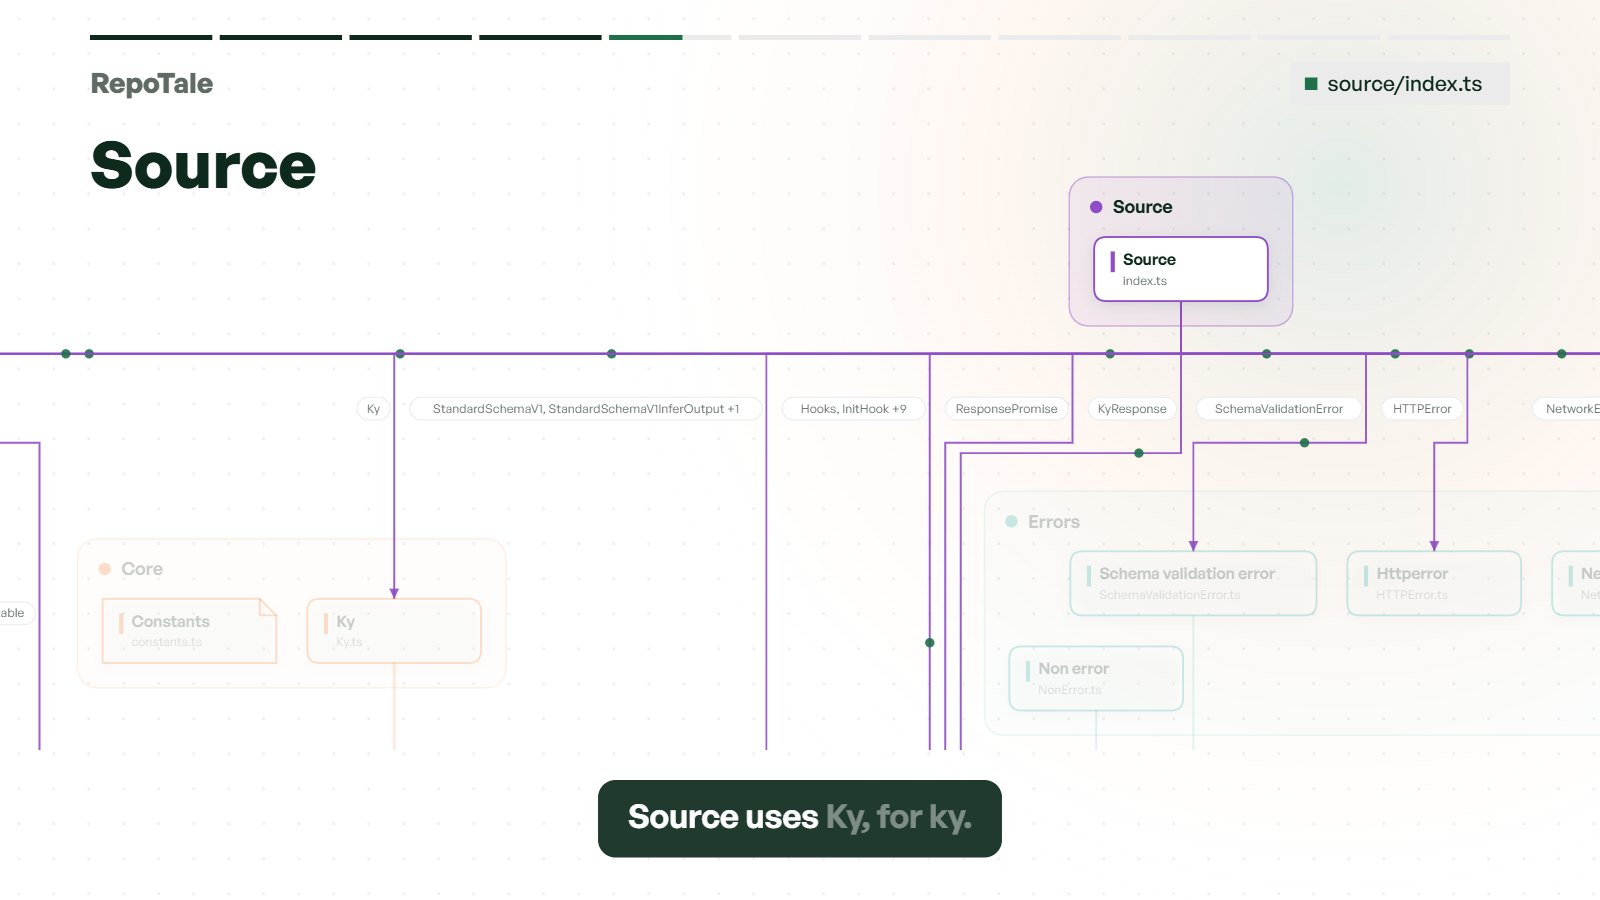 RepoTale
source/index.ts
Source
Source
Source
index.ts
Ky
StandardSchemaV1, StandardSchemaV1InferOutput +1
Hooks, InitHook +9
ResponsePromise
KyResponse
SchemaValidationError
HTTPError
Errors
Schema validation error
SchemaValidationError.ts
Httperror
HTTPError.ts
Core
Constants
constants.ts
Ky
Ky.ts
Non error
NonError.ts
Source uses Ky, for ky.